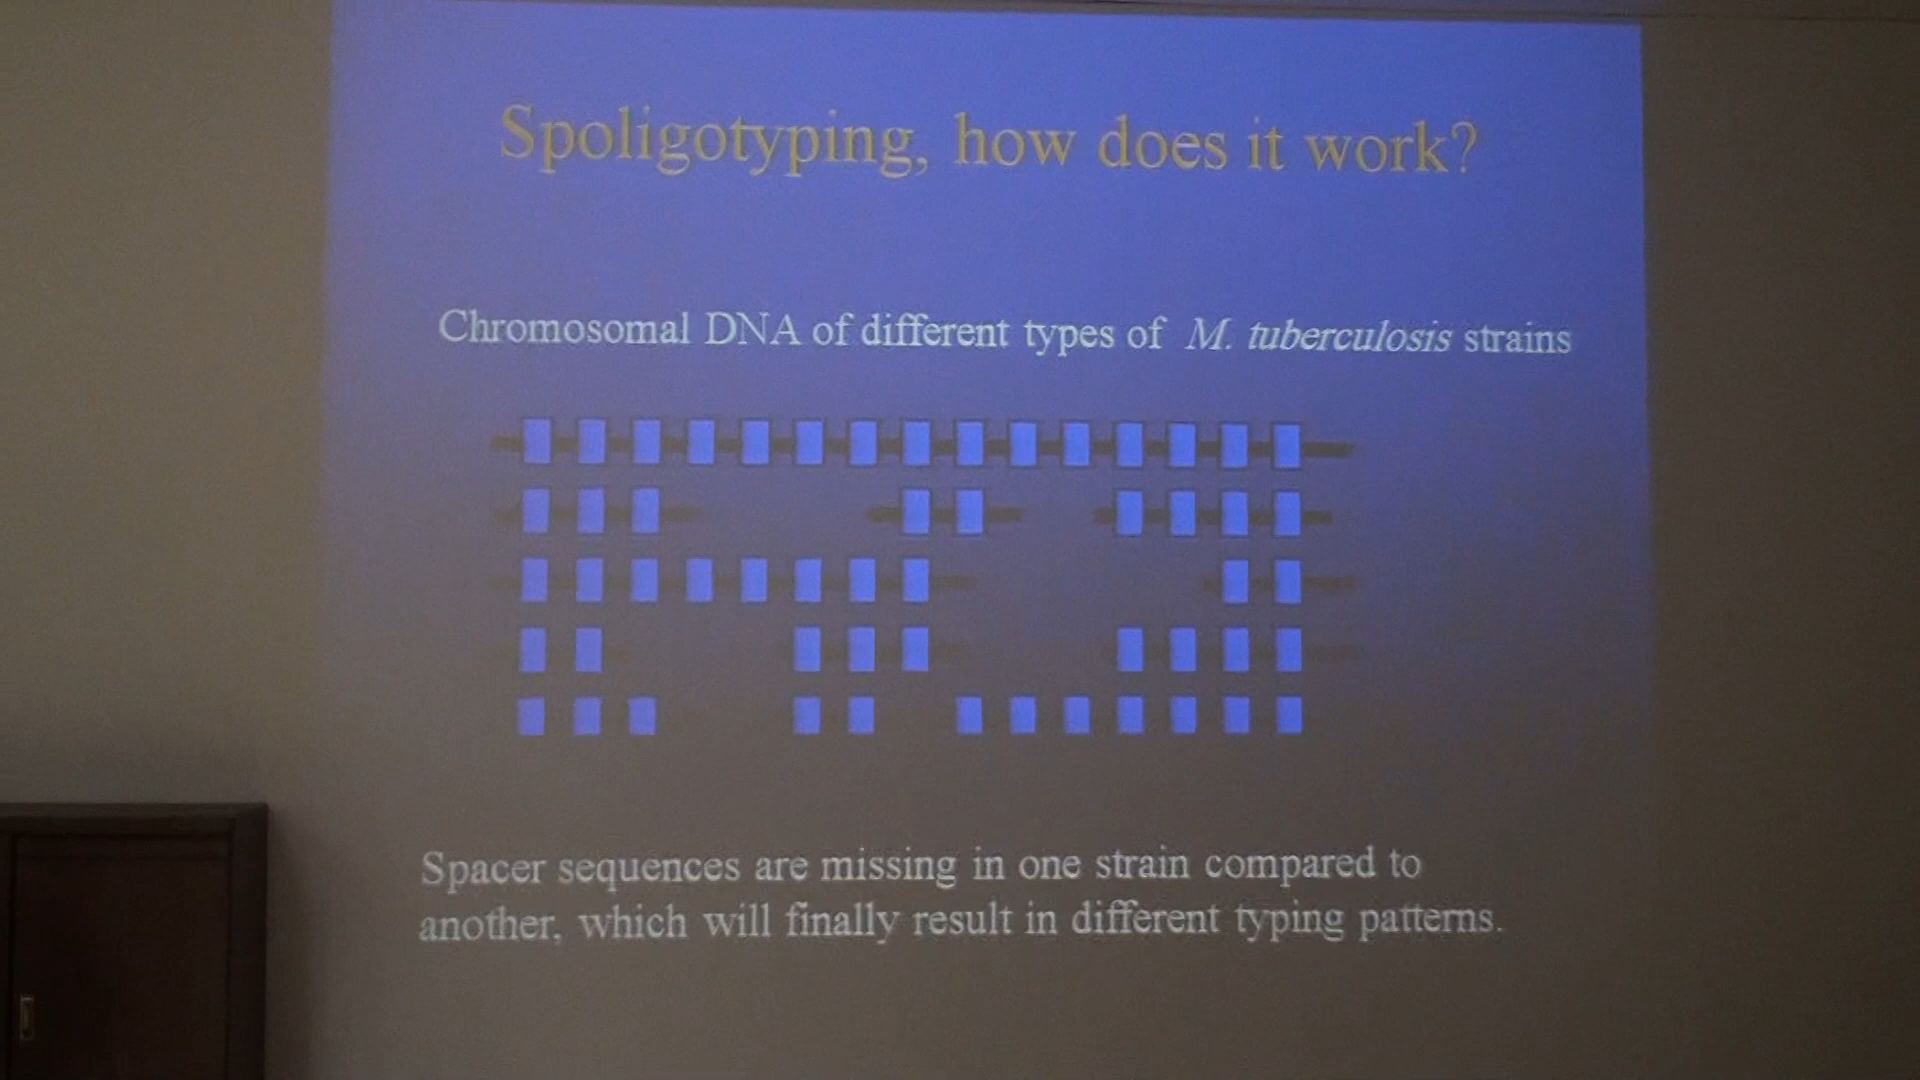 Spoligotyping, how does it work?
Chromosomal DNA of different types of M. tuberculosis strains
Spacer sequences are missing in one strain compared to
another, which will finally result in different typing patterns.